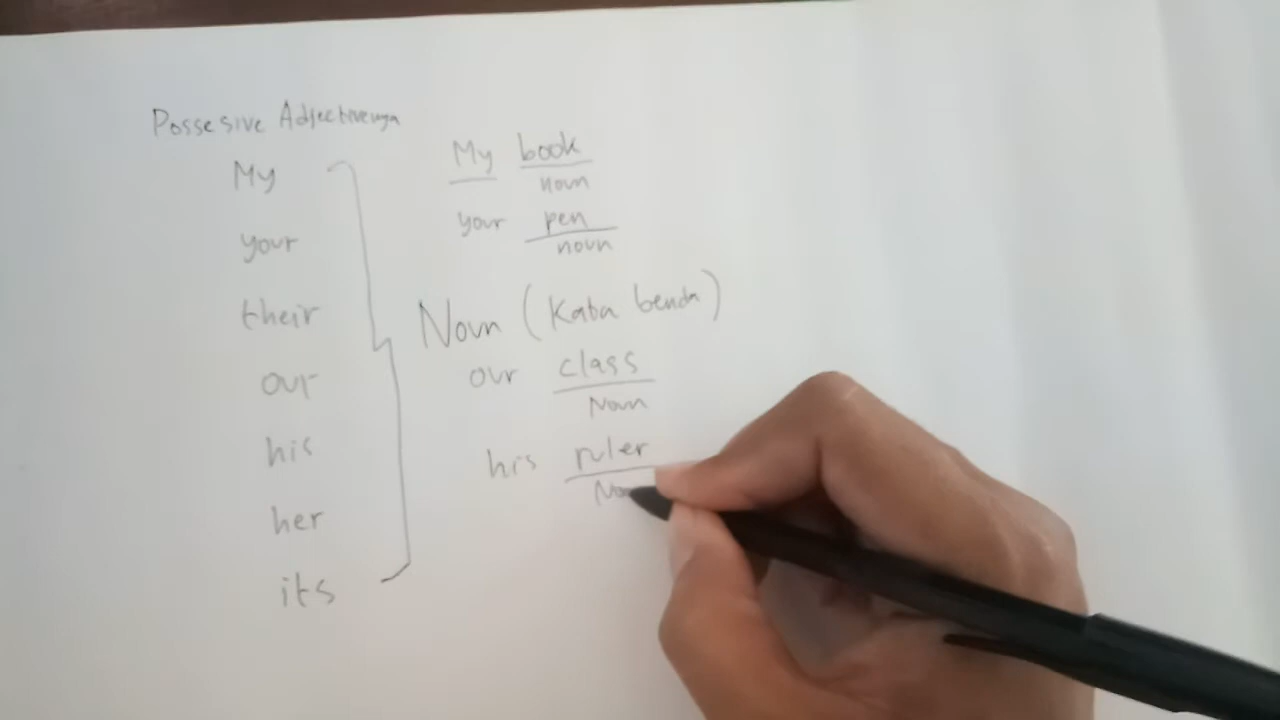 Possesive Adjectivenya
My
your
their
our
his
her
its
My book
noun
your pen
noun
Noun (Kata benda)
our class
Noun
his ruler
No